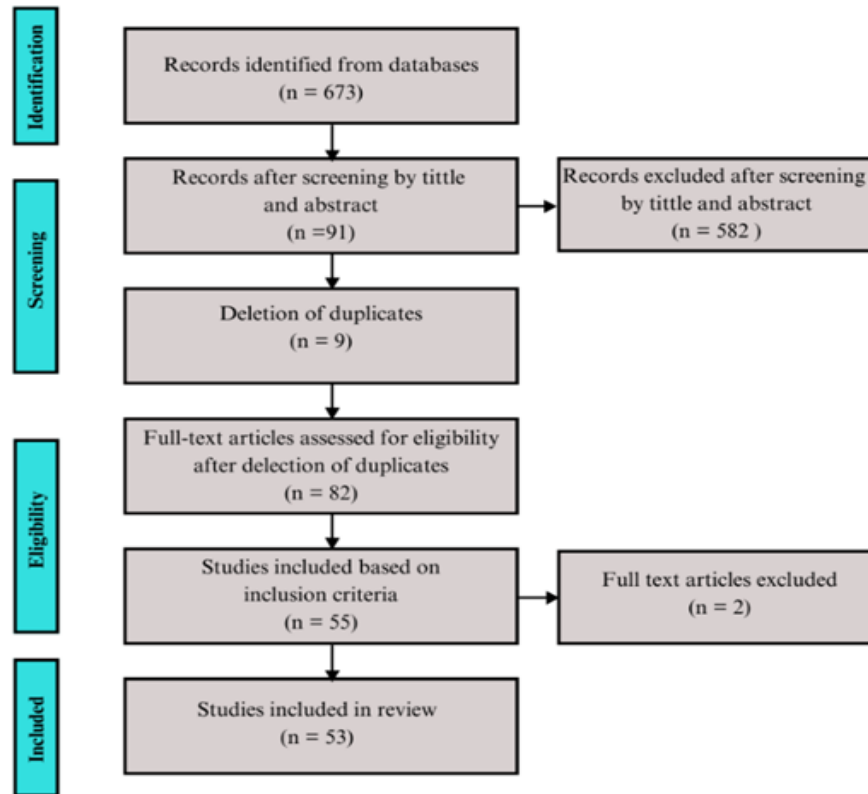 Identification
Records identified from databases
(n = 673)
Screening
Records after screening by tittle
and abstract
(n =91)
Records excluded after screening
by tittle and abstract
(n = 582 )
Deletion of duplicates
(n = 9)
Eligibility
Full-text articles assessed for eligibility
after delection of duplicates
(n = 82)
Studies included based on
inclusion criteria
(n = 55)
Full text articles excluded
(n = 2)
Included
Studies included in review
(n = 53)